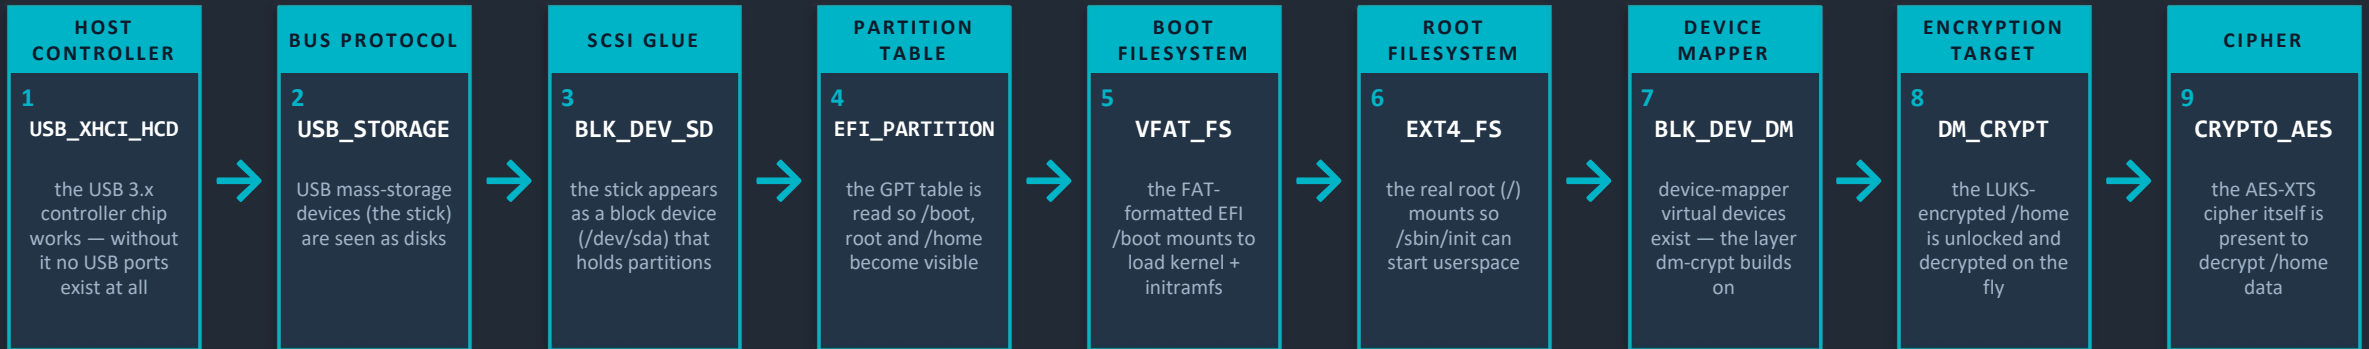 HOST
CONTROLLER
1
USB_XHCI_HCD
the USB 3.x
controller chip
works — without
it no USB ports
exist at all
BUS PROTOCOL
2
USB_STORAGE
USB mass-storage
devices (the stick)
are seen as disks
SCSI GLUE
3
BLK_DEV_SD
the stick appears
as a block device
(/dev/sda) that
holds partitions
PARTITION
TABLE
4
EFI_PARTITION
the GPT table is
read so /boot,
root and /home
become visible
BOOT
FILESYSTEM
5
VFAT_FS
the FAT-
formatted EFI
/boot mounts to
load kernel +
initramfs
ROOT
FILESYSTEM
6
EXT4_FS
the real root (/)
mounts so
/sbin/init can
start userspace
DEVICE
MAPPER
7
BLK_DEV_DM
device-mapper
virtual devices
exist — the layer
dm-crypt builds
on
ENCRYPTION
TARGET
8
DM_CRYPT
the LUKS-
encrypted /home
is unlocked and
decrypted on the
fly
CIPHER
9
CRYPTO_AES
the AES-XTS
cipher itself is
present to
decrypt /home
data